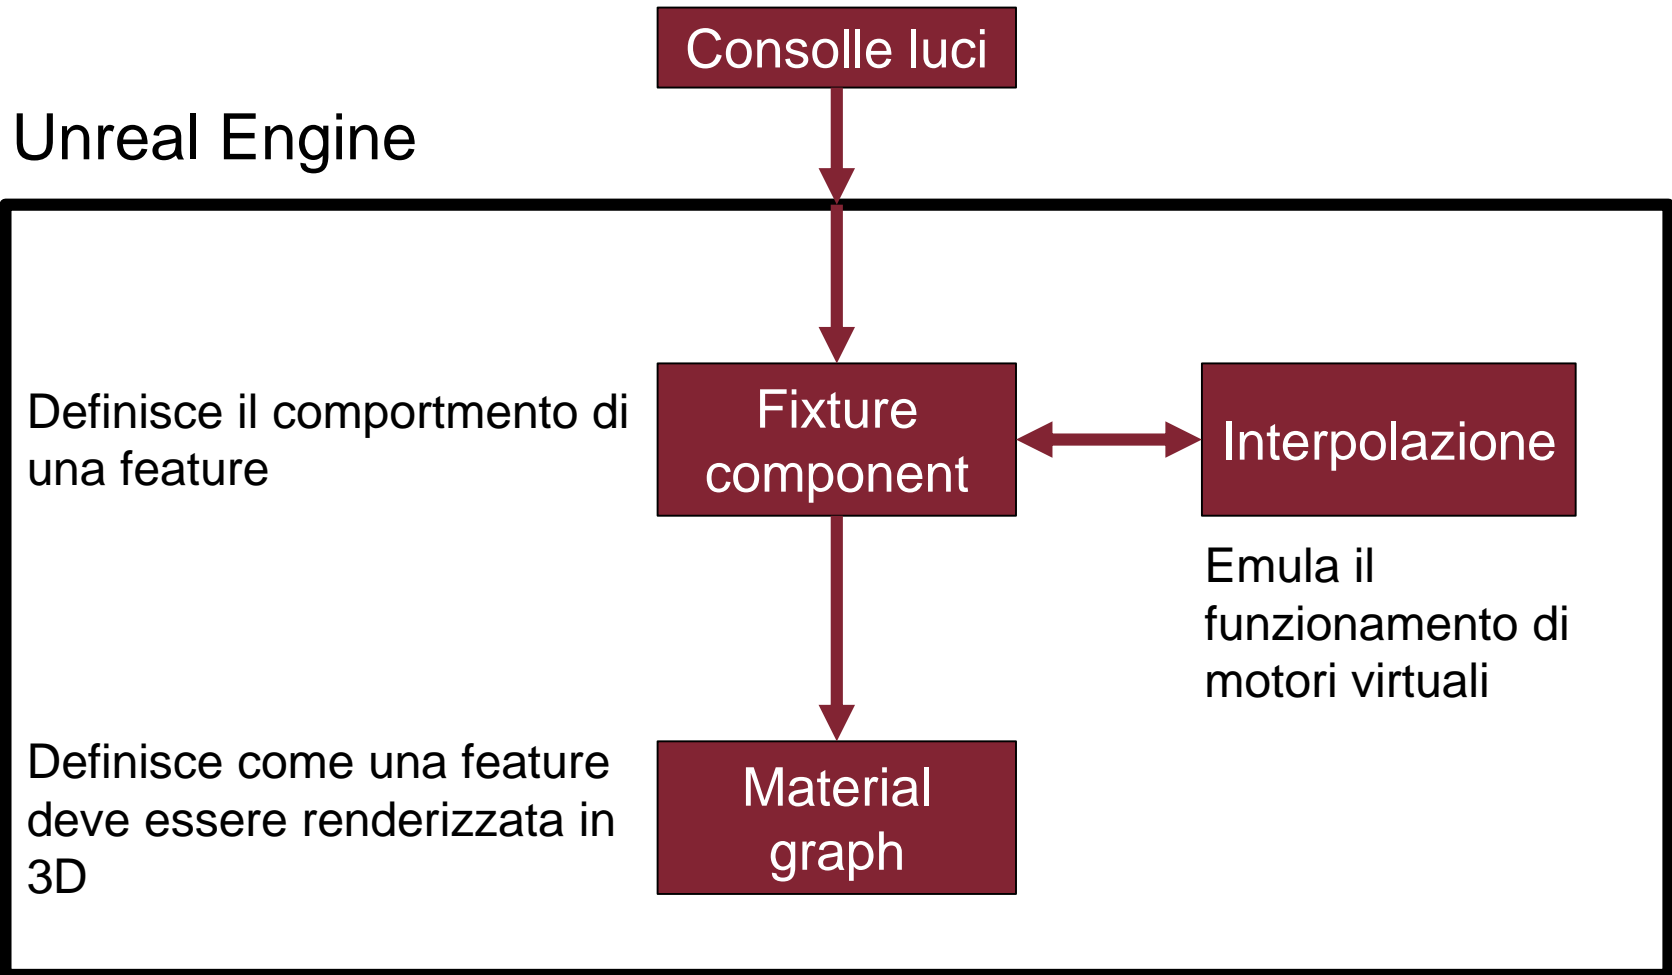 Consolle luci
Unreal Engine
Definisce il comportmento di
una feature
Fixture
component
Interpolazione
Emula il
funzionamento di
motori virtuali
Definisce come una feature
deve essere renderizzata in
3D
Material
graph